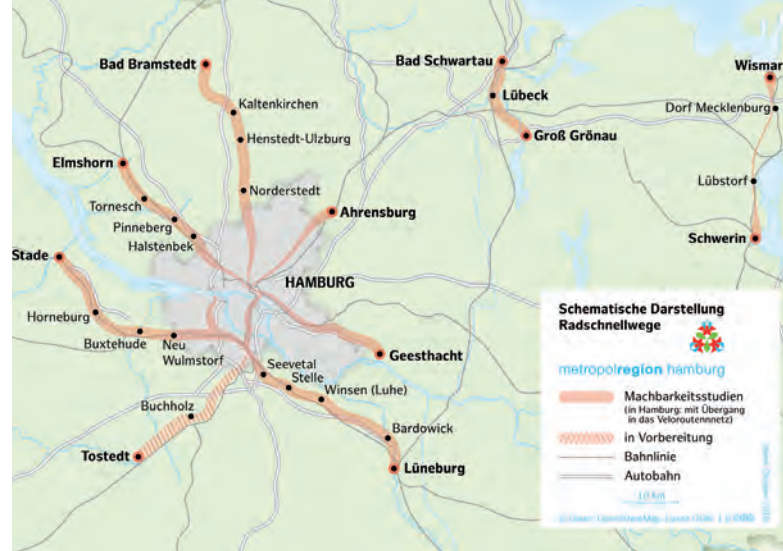 Bad Bramstedt
Bad Schwartau
Wismar
Kaltenkirchen
Lübeck
Dorf Mecklenburg
Henstedt-Ulzburg
Groß Grönau
Elmshorn
Tornesch
Norderstedt
Lübstorf
Pinneberg
Ahrensburg
Halstenbek
Schwerin
Stade
HAMBURG
Horneburg
Buxtehude
Neu
Wulmstorf
Geesthacht
Seevetal
Stelle
Winsen (Luhe)
Buchholz
Bardowick
Tostedt
Lüneburg
Schematische Darstellung
Radschnellwege
metropolregion hamburg
Machbarkeitsstudien
(in Hamburg: mit Übergang
in das Veloroutennnetz)
in Vorbereitung
Bahnlinie
Autobahn
10 km